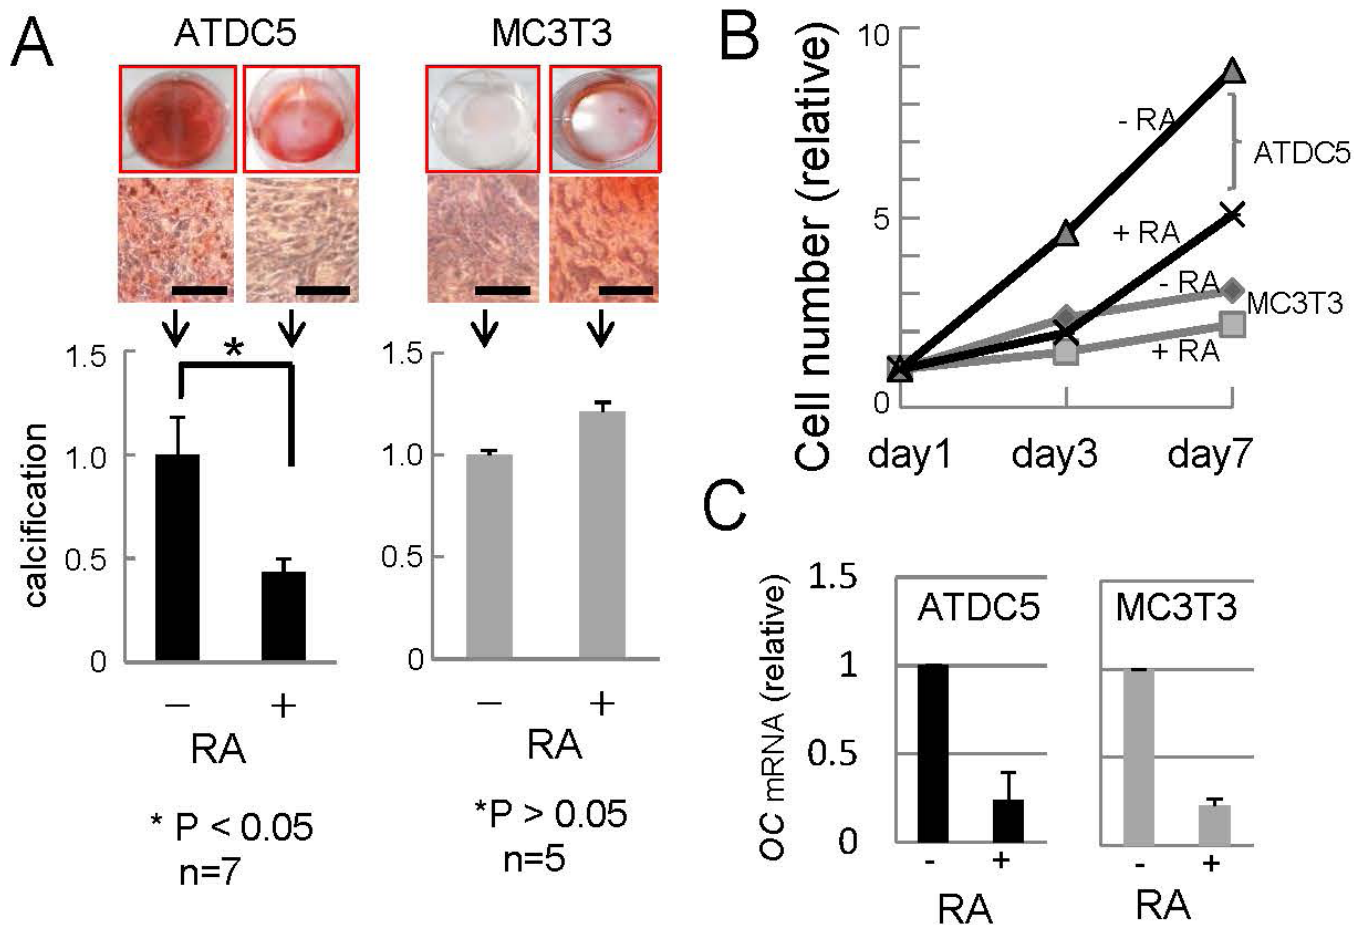 A
ATDC5
MC3T3
*
1.5
1.0
0.5
0
calcification
− +
RA
* P < 0.05
n=7
1.5
1.0
0.5
0
− +
RA
*P > 0.05
n=5
B
10
5
0
Cell number (relative)
- RA
+ RA
ATDC5
- RA
+ RA
MC3T3
day1 day3 day7
C
1.5
1
0.5
0
OC mRNA (relative)
ATDC5
- +
RA
MC3T3
- +
RA